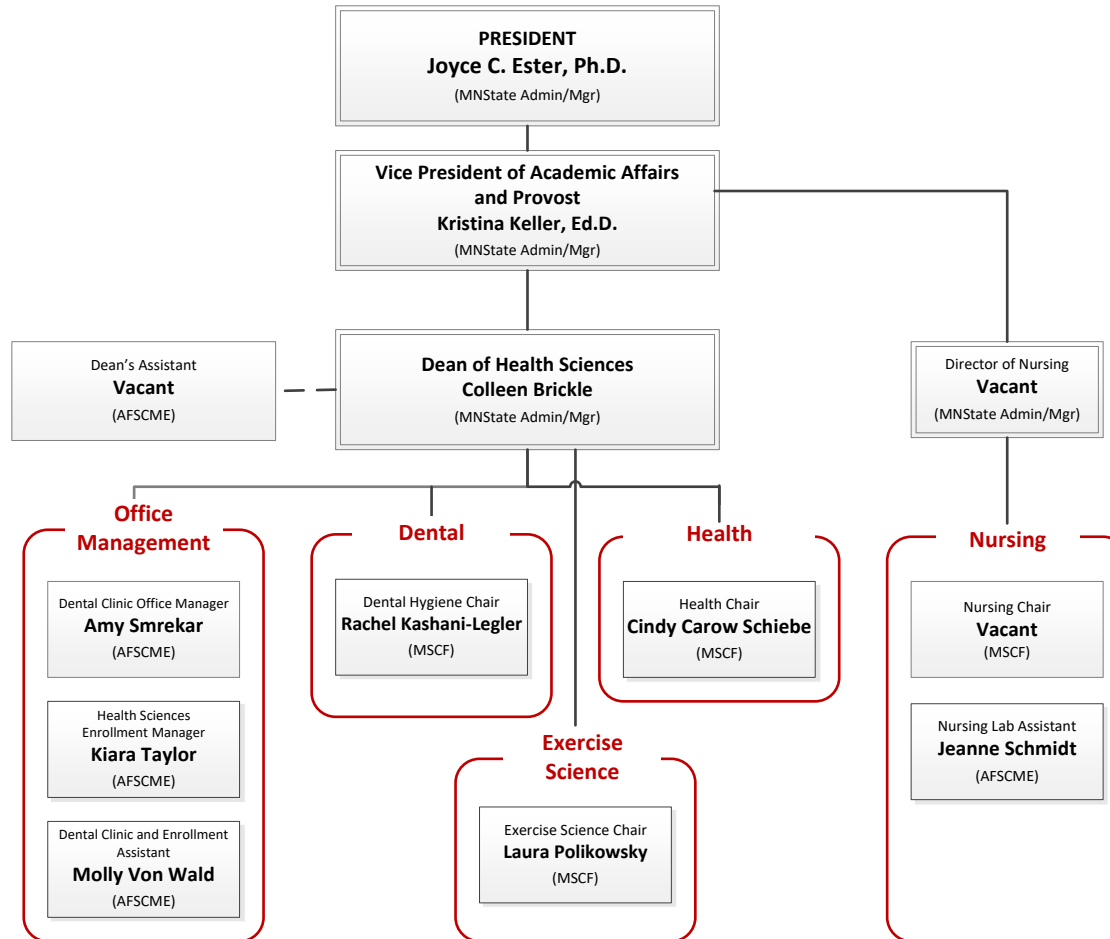 PRESIDENT
Joyce C. Ester, Ph.D.
(MNState Admin/Mgr)
Vice President of Academic Affairs
and Provost
Kristina Keller, Ed.D.
(MNState Admin/Mgr)
Dean's Assistant
Vacant
(AFSCME)
Dean of Health Sciences
Colleen Brickle
(MNState Admin/Mgr)
Director of Nursing
Vacant
(MNState Admin/Mgr)
Office
Management
Dental Clinic Office Manager
Amy Smrekar
(AFSCME)
Health Sciences
Enrollment Manager
Kiara Taylor
(AFSCME)
Dental Clinic and Enrollment
Assistant
Molly Von Wald
(AFSCME)
Dental
Dental Hygiene Chair
Rachel Kashani-Legler
(MSCF)
Exercise
Science
Exercise Science Chair
Laura Polikowsky
(MSCF)
Health
Health Chair
Cindy Carow Schiebe
(MSCF)
Nursing
Nursing Chair
Vacant
(MSCF)
Nursing Lab Assistant
Jeanne Schmidt
(AFSCME)